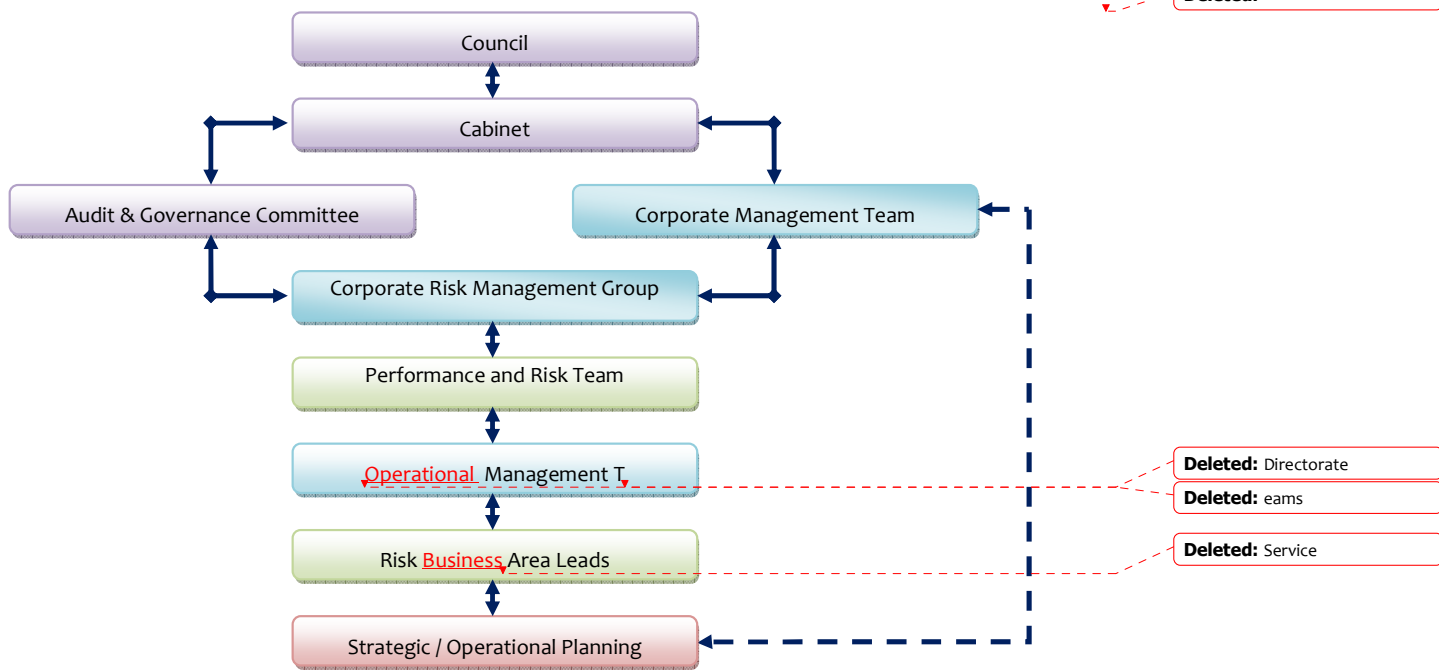 Deleted:
Council
Cabinet
Audit & Governance Committee
Corporate Management Team
Corporate Risk Management Group
Performance and Risk Team
Operational Management T
Deleted: Directorate
Deleted: eams
Risk Business Area Leads
Deleted: Service
Strategic / Operational Planning